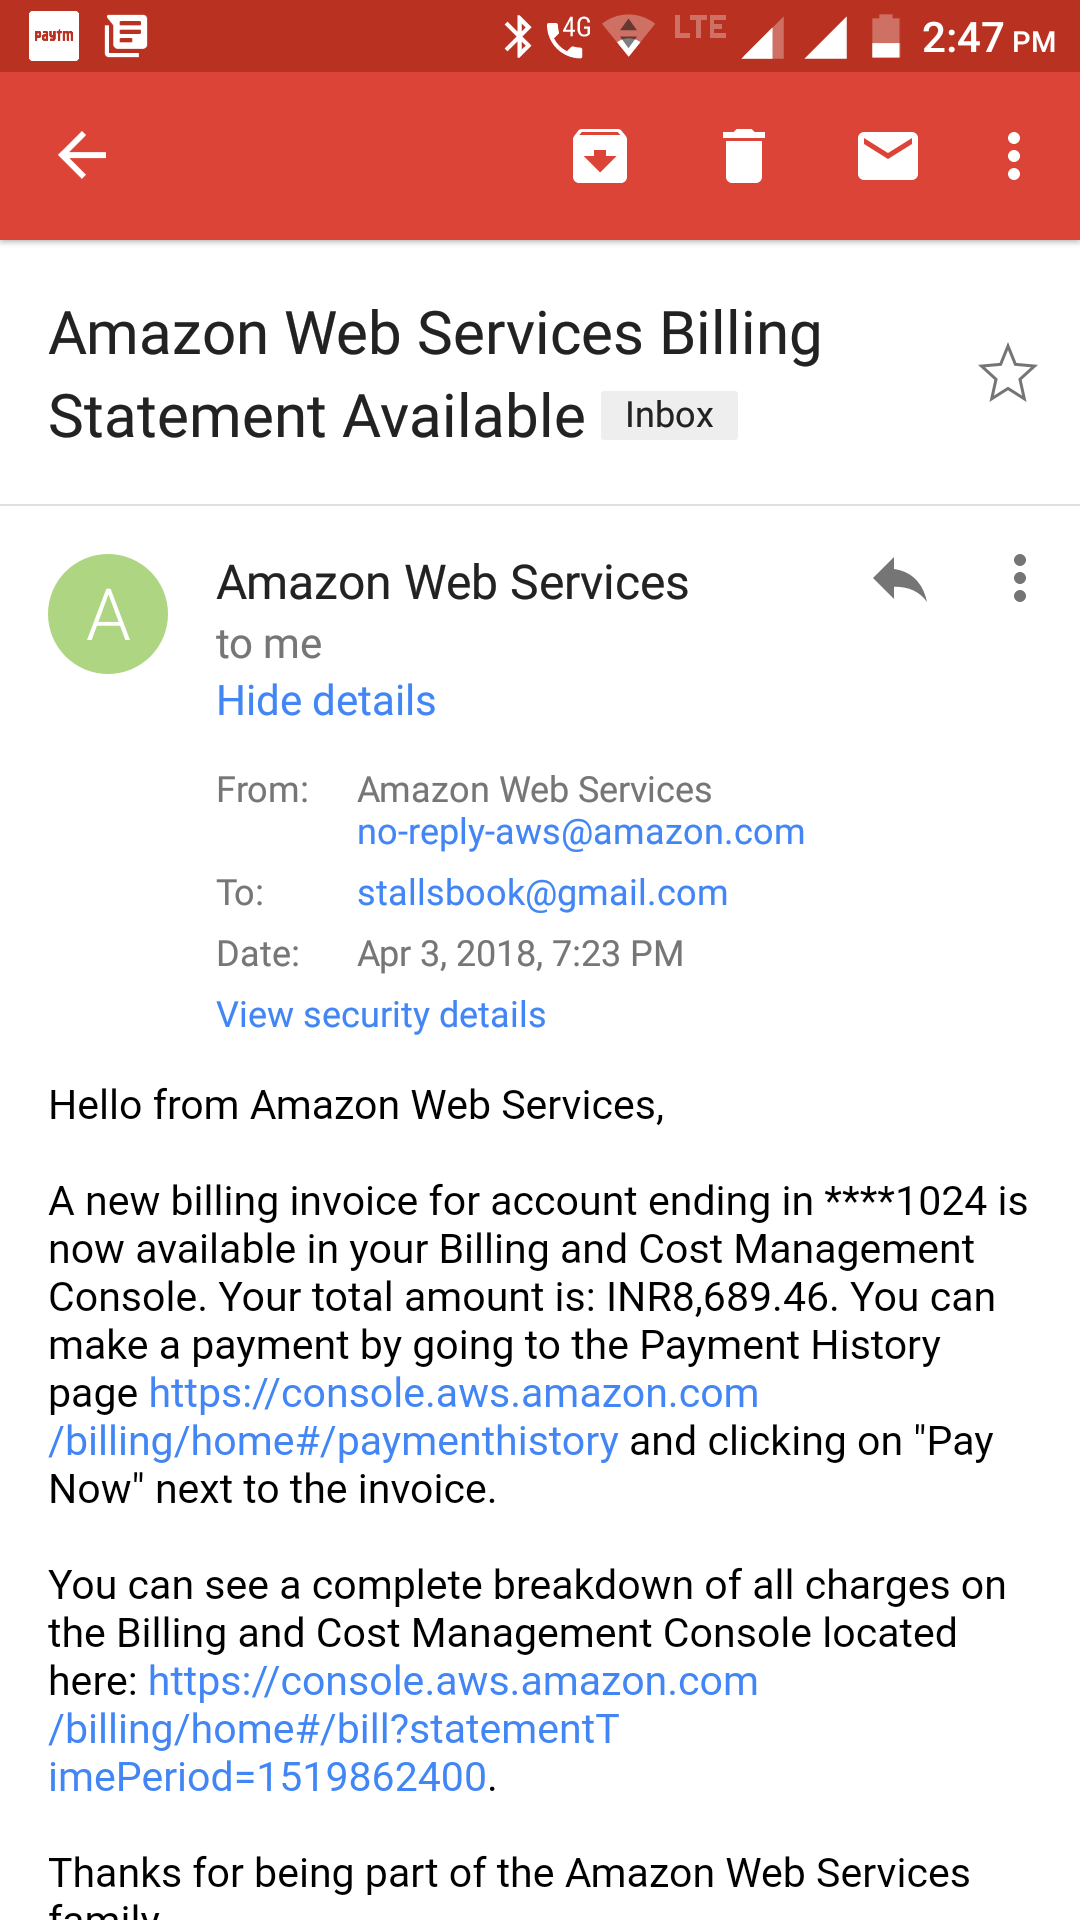 paytm 4G LTE 2:47 PM
Amazon Web Services Billing
Statement Available Inbox
A Amazon Web Services
to me
Hide details
From: Amazon Web Services
no-reply-aws@amazon.com
To: stallsbook@gmail.com
Date: Apr 3, 2018, 7:23 PM
View security details
Hello from Amazon Web Services,
A new billing invoice for account ending in ****1024 is
now available in your Billing and Cost Management
Console. Your total amount is: INR8,689.46. You can
make a payment by going to the Payment History
page https://console.aws.amazon.com
/billing/home#/paymenthistory and clicking on "Pay
Now" next to the invoice.
You can see a complete breakdown of all charges on
the Billing and Cost Management Console located
here: https://console.aws.amazon.com
/billing/home#/bill?statementT
imePeriod=1519862400.
Thanks for being part of the Amazon Web Services
family